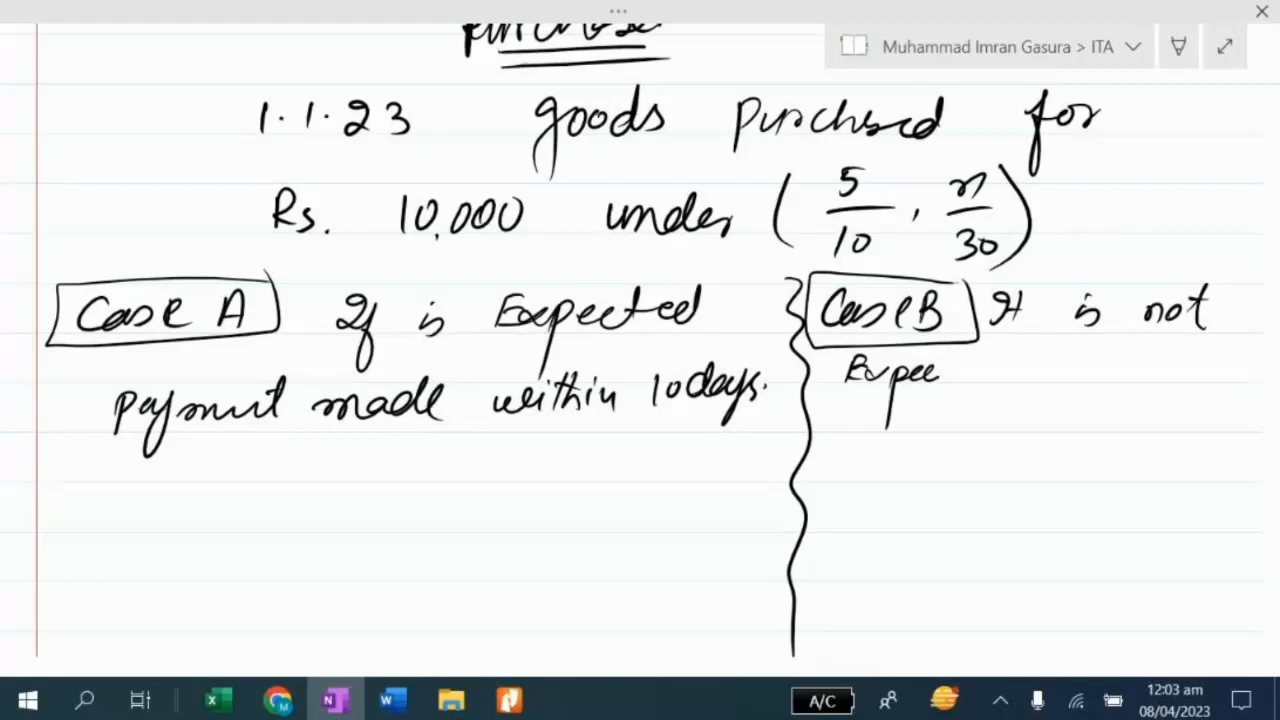 purchase
Muhammad Imran Gasura > ITA
1.1.23 goods purchased for
Rs. 10,000 under ( 5/10 , n/30 )
Case A If is Expected
payment made within 10 days.
Case B It is not
Expec
A/C
12:03 am
08/04/2023